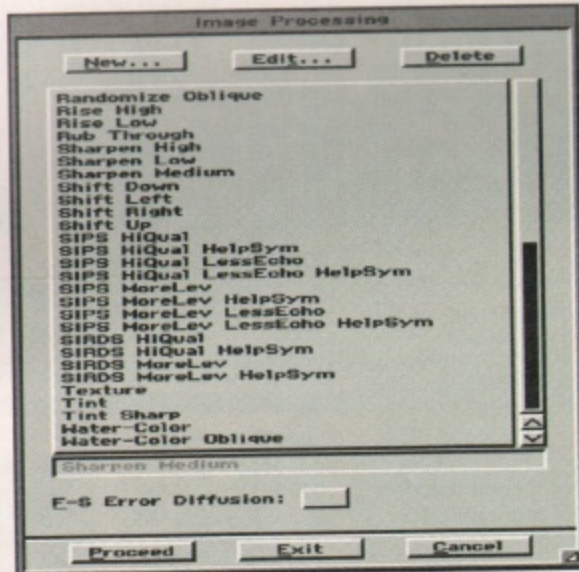 Image Processing
New... Edit... Delete
Randomize Oblique
Rise High
Rise Low
Rub Through
Sharpen High
Sharpen Low
Sharpen Medium
Shift Down
Shift Left
Shift Right
Shift Up
SIPS HiQual
SIPS HiQual HelpSym
SIPS HiQual LessEcho
SIPS HiQual LessEcho HelpSym
SIPS MoreLev
SIPS MoreLev HelpSym
SIPS MoreLev LessEcho
SIPS MoreLev LessEcho HelpSym
SIRDS HiQual
SIRDS HiQual HelpSym
SIRDS MoreLev
SIRDS MoreLev HelpSym
Texture
Tint
Tint Sharp
Water-Color
Water-Color Oblique
Sharpen Medium
F-S Error Diffusion:
Proceed Exit Cancel